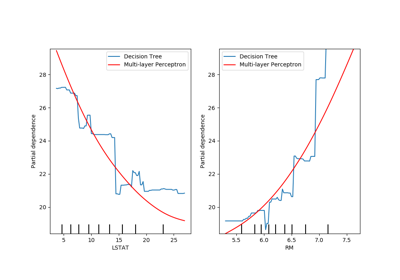 Decision Tree
Multi-layer Perceptron
28
26
24
22
20
Partial dependence
5
10
15
20
25
LSTAT
Decision Tree
Multi-layer Perceptron
28
26
24
22
20
Partial dependence
5.5
6.0
6.5
7.0
7.5
RM